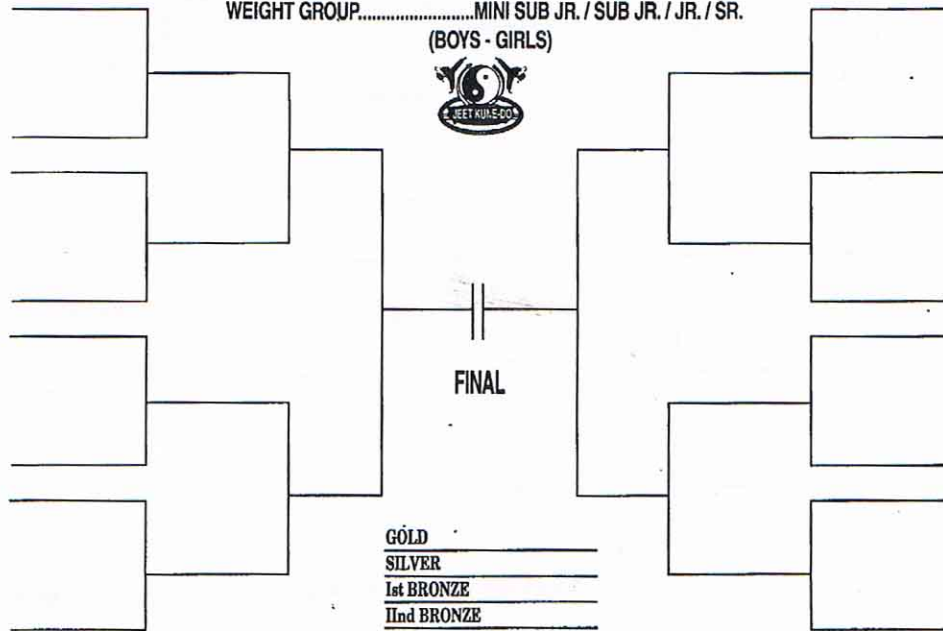 WEIGHT GROUP..........................MINI SUB JR. / SUB JR. / JR. / SR.
(BOYS - GIRLS)
JEET KUNE-DO
FINAL
GOLD
SILVER
Ist BRONZE
IInd BRONZE